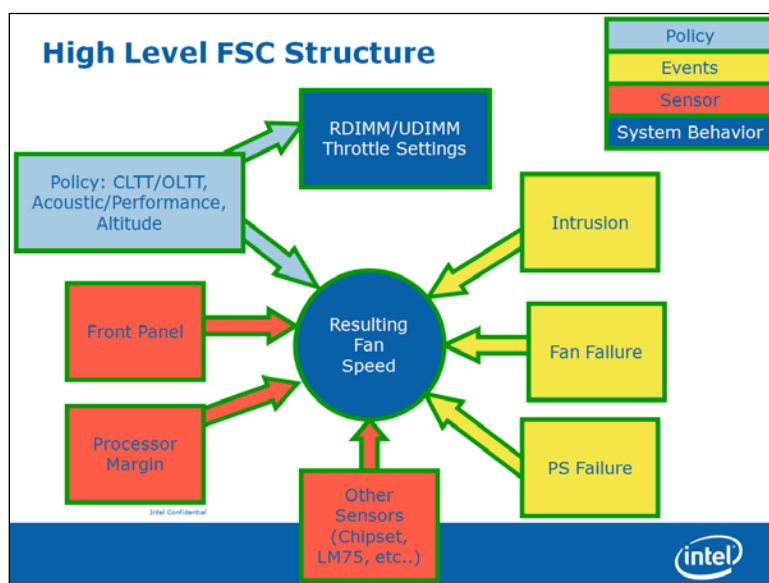 High Level FSC Structure
Policy
Events
Sensor
System Behavior
RDIMM/UDIMM
Throttle Settings
Policy: CLTT/OLTT,
Acoustic/Performance,
Altitude
Intrusion
Front Panel
Resulting
Fan
Speed
Fan Failure
Processor
Margin
PS Failure
Other
Sensors
(Chipset,
LM75, etc..)
Intel Confidential
intel